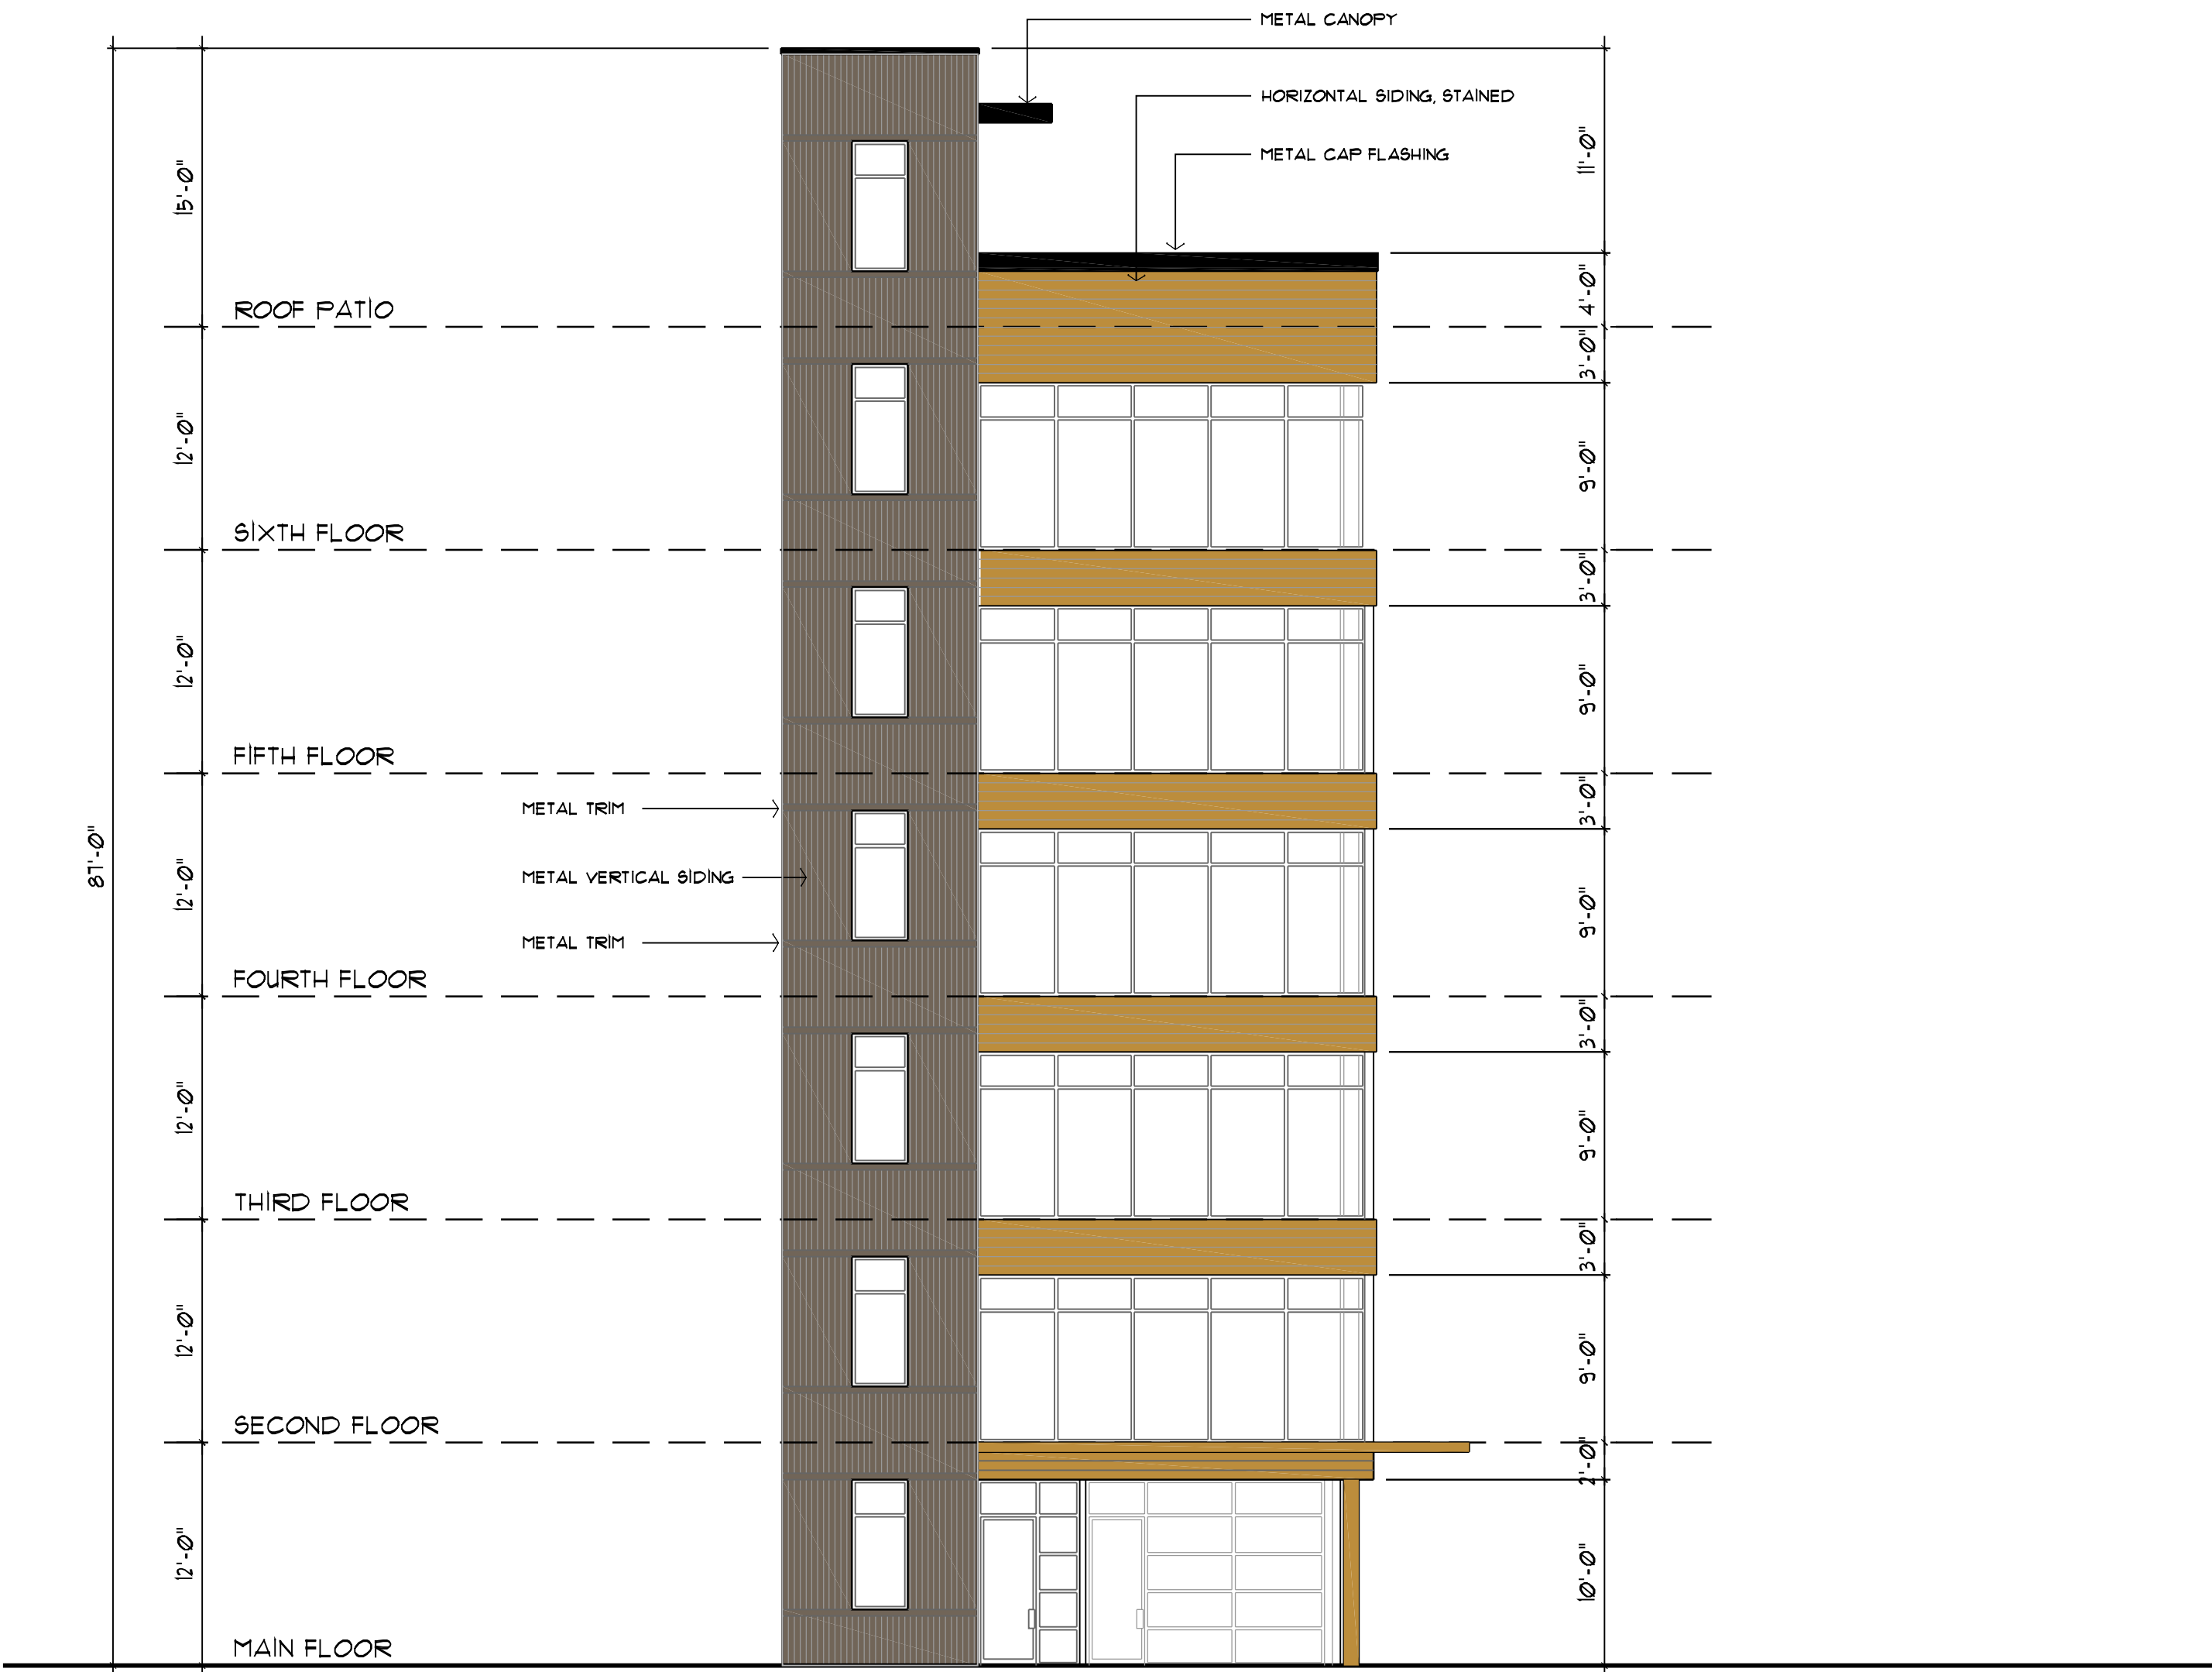 METAL CANOPY
HORIZONTAL SIDING, STAINED
METAL CAP FLASHING
11'-0"
15'-0"
4'-0"
ROOF PATIO
3'-0"
12'-0"
9'-0"
SIXTH FLOOR
3'-0"
12'-0"
9'-0"
FIFTH FLOOR
3'-0"
METAL TRIM
87'-0"
METAL VERTICAL SIDING
12'-0"
9'-0"
METAL TRIM
FOURTH FLOOR
3'-0"
12'-0"
9'-0"
THIRD FLOOR
3'-0"
12'-0"
9'-0"
SECOND FLOOR
2'-0"
12'-0"
10'-0"
MAIN FLOOR